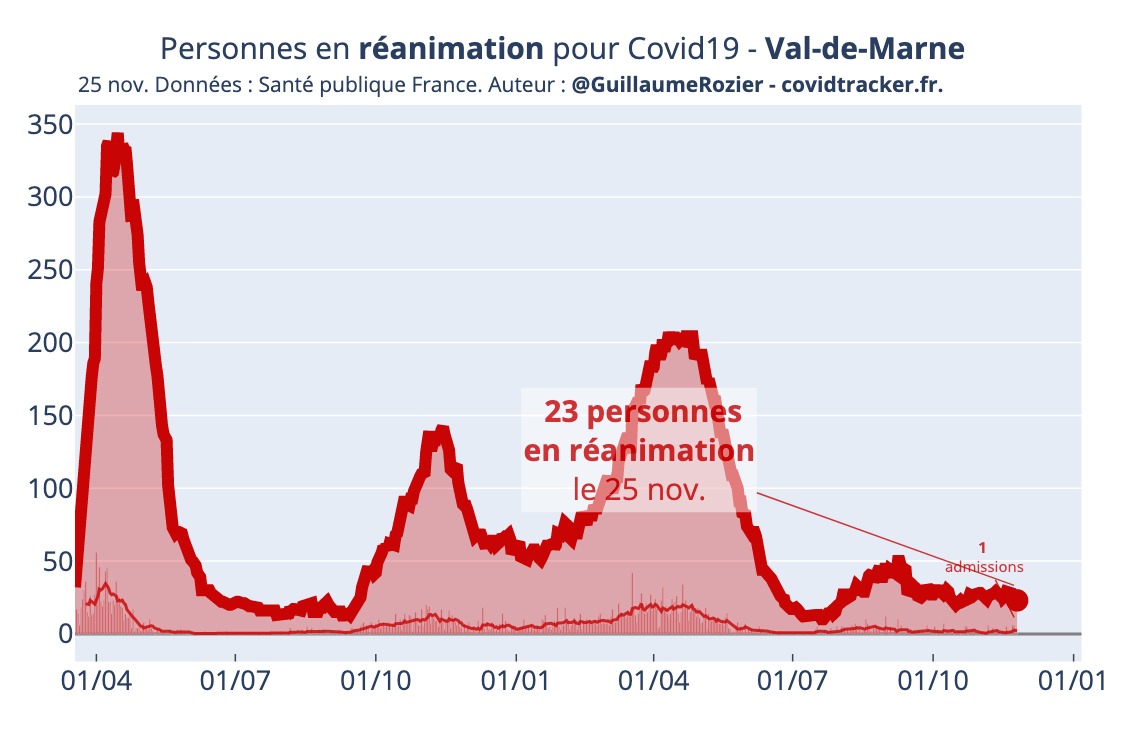 Personnes en réanimation pour Covid19 - Val-de-Marne
25 nov. Données : Santé publique France. Auteur : @GuillaumeRozier - covidtracker.fr.
350
300
250
200
150
100
50
0
23 personnes
en réanimation
le 25 nov.
1
admissions
01/04 01/07 01/10 01/01 01/04 01/07 01/10 01/01